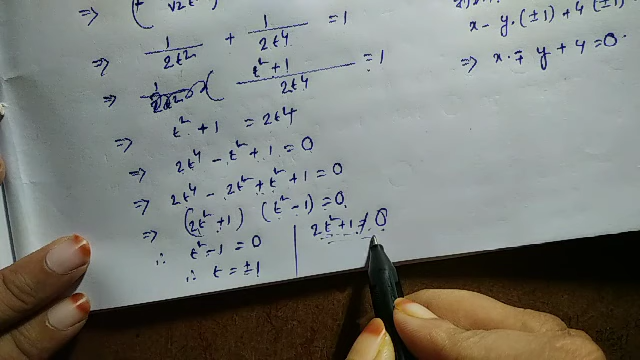 ⇒ ( √2t
⇒ 1/2t² + 1/2t⁴ = 1
⇒ t² + 1 / 2t⁴ = 1
⇒ t² + 1 = 2t⁴
⇒ 2t⁴ - t² + 1 = 0
⇒ 2t⁴ - 2t² + t² + 1 = 0
⇒ (2t² + 1) (t² - 1) = 0
∴ t² - 1 = 0
∴ t = ± 1
2t² + 1 ≠ 0
x - y. (±1) + 4 (±1)
⇒ x. ∓ y + 4 = 0.